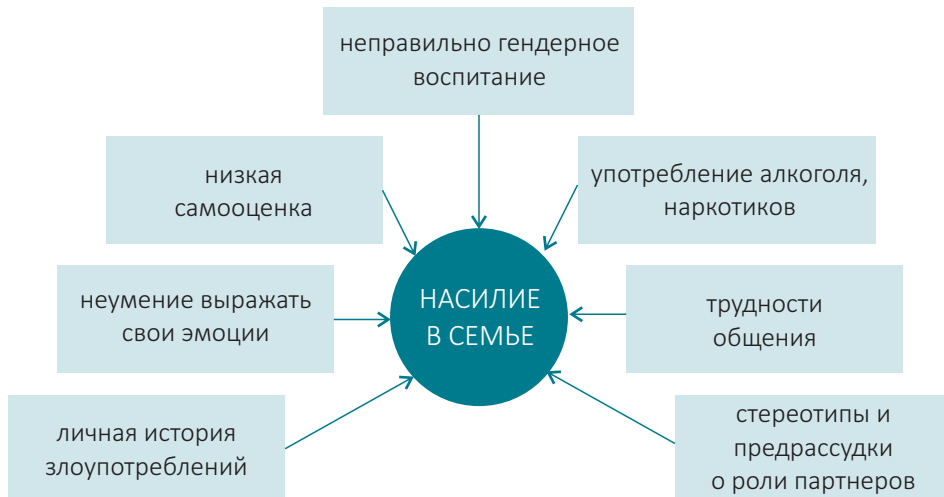 неправильно гендерное
воспитание
низкая
самооценка
употребление алкоголя,
наркотиков
НАСИЛИЕ
В СЕМЬЕ
неумение выражать
свои эмоции
трудности
общения
личная история
злоупотреблений
стереотипы и
предрассудки
о роли партнеров